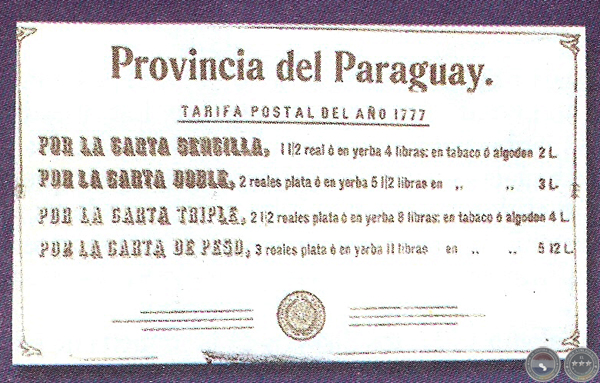 Provincia del Paraguay.
TARIFA POSTAL DEL AÑO 1777
POR LA CARTA SENCILLA, 1 1|2 real ó en yerba 4 libras; en tabaco ó algodon 2 L.
POR LA CARTA DOBLE, 2 reales plata ó en yerba 5 1|2 libras en „ „ 3 L.
POR LA CARTA TRIPLE, 2 1|2 reales plata ó en yerba 8 libras; en tabaco ó algodon 4 L.
POR LA CARTA DE PESO, 3 reales plata ó en yerba 11 libras en „ „ 5 12 L.